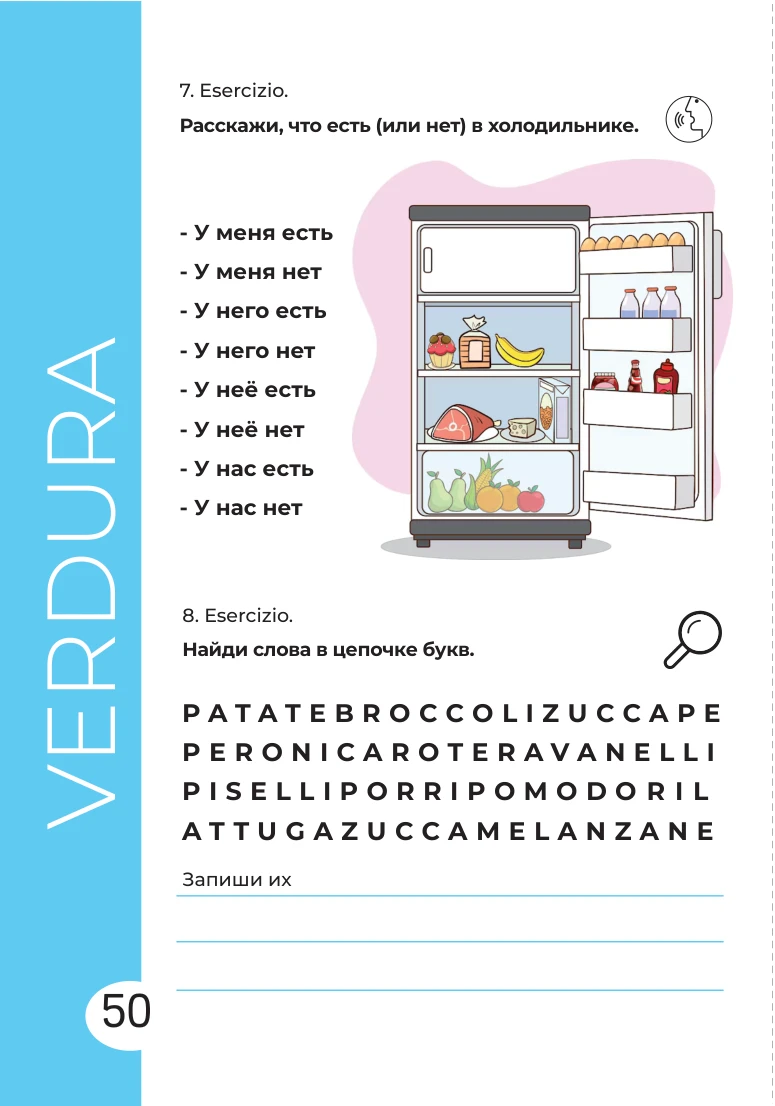 7. Esercizio.
Расскажи, что есть (или нет) в холодильнике.
- У меня есть
- У меня нет
- У него есть
- У него нет
- У неё есть
- У неё нет
- У нас есть
- У нас нет
VERDURA
8. Esercizio.
Найди слова в цепочке букв.
PATATEBROCCOLIZUCCAPE
PERONICAROTERAVANELLI
PISELLIPORRIPOMODORIL
ATTUGAZUCCAMELANZANE
Запиши их
50